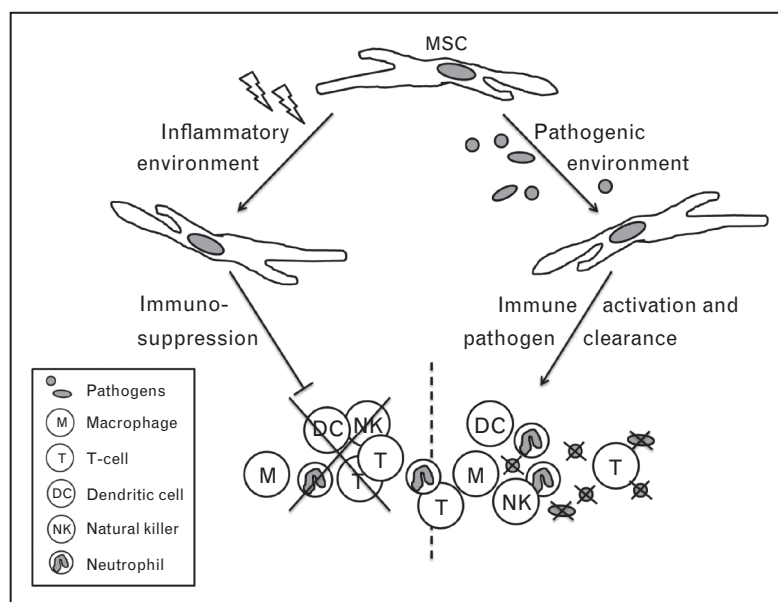 MSC
Inflammatory
environment
Pathogenic
environment
Immuno-
suppression
Immune activation and
pathogen clearance
Pathogens
M Macrophage
T T-cell
DC Dendritic cell
NK Natural killer
Neutrophil
DC NK
M T
T
DC
M T
NK
T